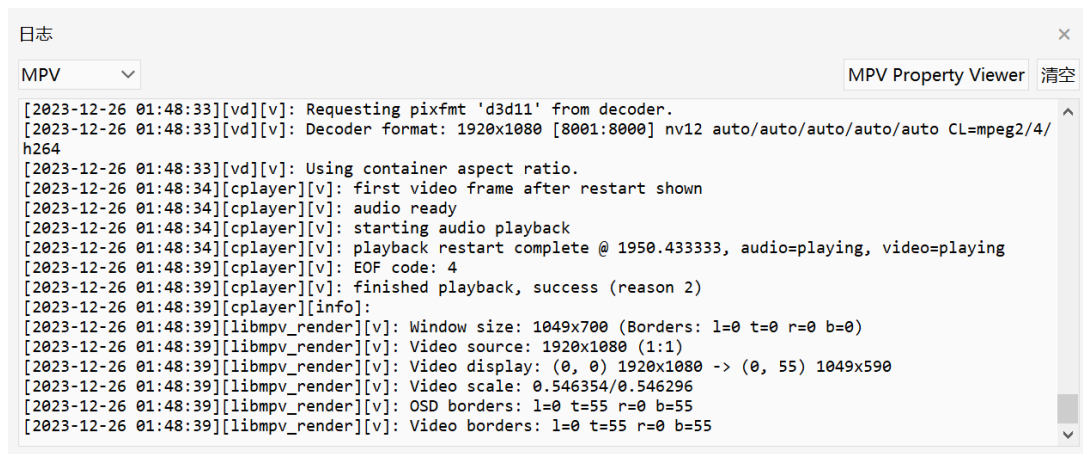 日志
MPV
MPV Property Viewer
清空
[2023-12-26 01:48:33][vd][v]: Requesting pixfmt 'd3d11' from decoder.
[2023-12-26 01:48:33][vd][v]: Decoder format: 1920x1080 [8001:8000] nv12 auto/auto/auto/auto/auto CL=mpeg2/4/
h264
[2023-12-26 01:48:33][vd][v]: Using container aspect ratio.
[2023-12-26 01:48:34][cplayer][v]: first video frame after restart shown
[2023-12-26 01:48:34][cplayer][v]: audio ready
[2023-12-26 01:48:34][cplayer][v]: starting audio playback
[2023-12-26 01:48:34][cplayer][v]: playback restart complete @ 1950.433333, audio=playing, video=playing
[2023-12-26 01:48:39][cplayer][v]: EOF code: 4
[2023-12-26 01:48:39][cplayer][v]: finished playback, success (reason 2)
[2023-12-26 01:48:39][cplayer][info]:
[2023-12-26 01:48:39][libmpv_render][v]: Window size: 1049x700 (Borders: l=0 t=0 r=0 b=0)
[2023-12-26 01:48:39][libmpv_render][v]: Video source: 1920x1080 (1:1)
[2023-12-26 01:48:39][libmpv_render][v]: Video display: (0, 0) 1920x1080 -> (0, 55) 1049x590
[2023-12-26 01:48:39][libmpv_render][v]: Video scale: 0.546354/0.546296
[2023-12-26 01:48:39][libmpv_render][v]: OSD borders: l=0 t=55 r=0 b=55
[2023-12-26 01:48:39][libmpv_render][v]: Video borders: l=0 t=55 r=0 b=55